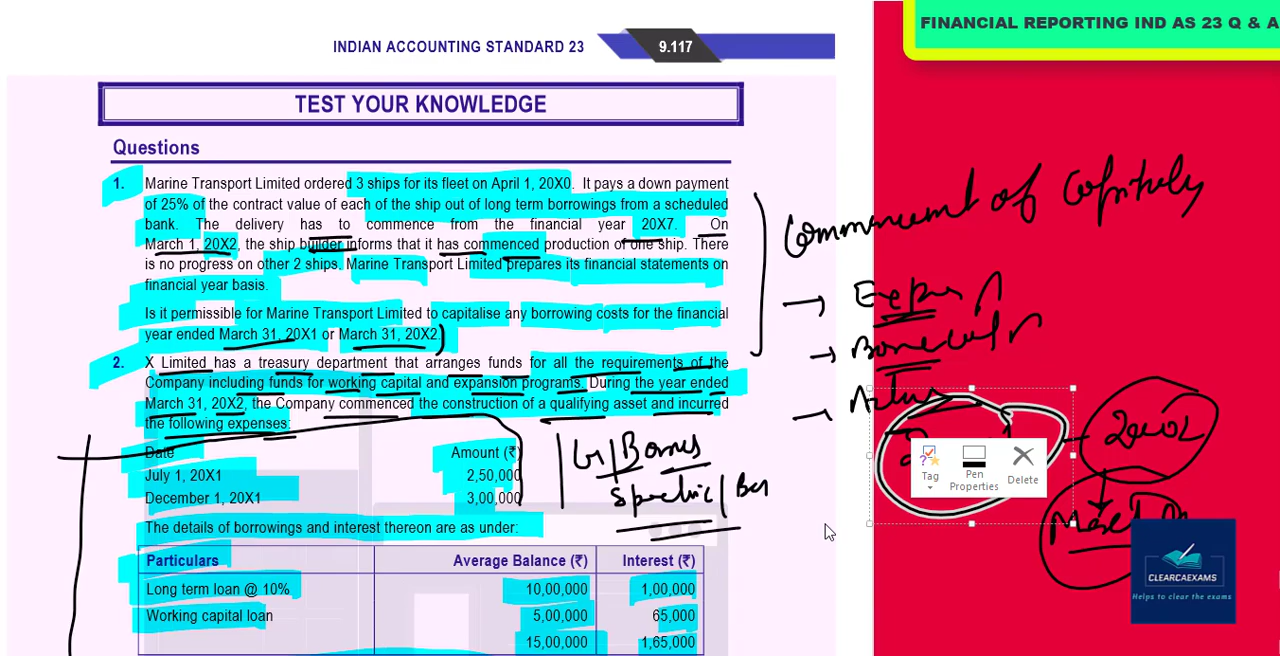 INDIAN ACCOUNTING STANDARD 23
9.117
FINANCIAL REPORTING IND AS 23 Q & A
TEST YOUR KNOWLEDGE
Questions
1. Marine Transport Limited ordered 3 ships for its fleet on April 1, 20X0. It pays a down payment
of 25% of the contract value of each of the ship out of long term borrowings from a scheduled
bank. The delivery has to commence from the financial year 20X7. On
March 1, 20X2, the ship builder informs that it has commenced production of one ship. There
is no progress on other 2 ships. Marine Transport Limited prepares its financial statements on
financial year basis.
Is it permissible for Marine Transport Limited to capitalise any borrowing costs for the financial
year ended March 31, 20X1 or March 31, 20X2.
2. X Limited has a treasury department that arranges funds for all the requirements of the
Company including funds for working capital and expansion programs. During the year ended
March 31, 20X2, the Company commenced the construction of a qualifying asset and incurred
the following expenses:
Date Amount (₹)
July 1, 20X1 2,50,000
December 1, 20X1 3,00,000
The details of borrowings and interest thereon are as under:
Particulars Average Balance (₹) Interest (₹)
Long term loan @ 10% 10,00,000 1,00,000
Working capital loan 5,00,000 65,000
15,00,000 1,65,000
of
Tag
Pen
Properties
Delete
CLEARCAEXAMS
Helps to clear the exams